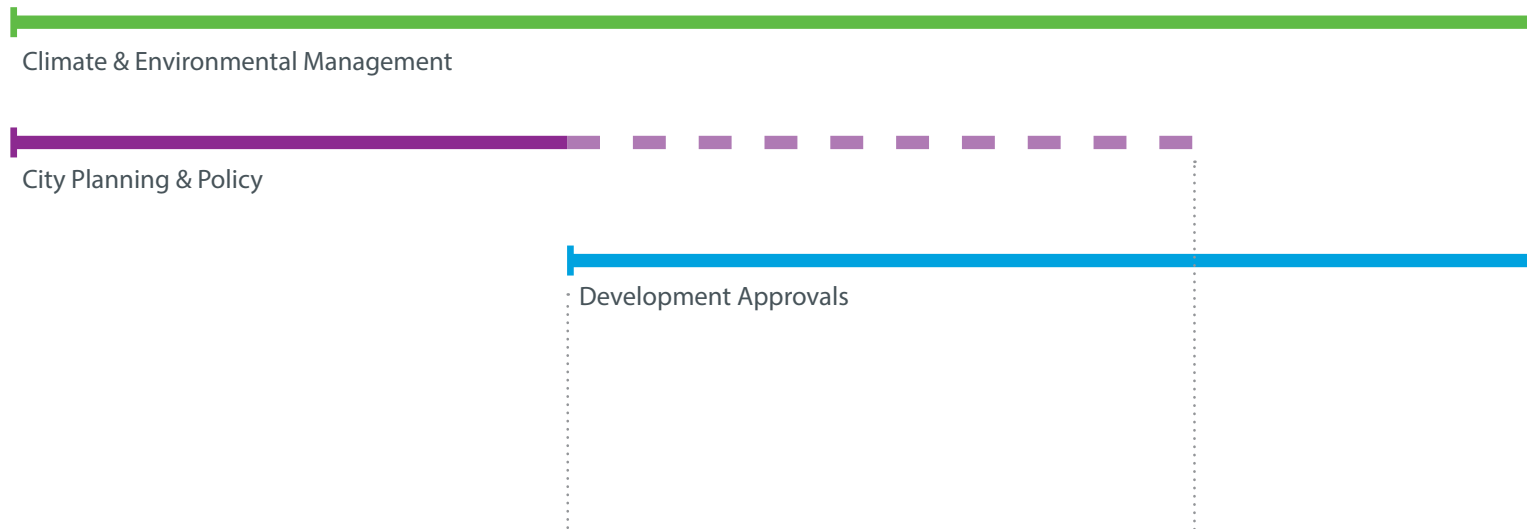 Climate & Environmental Management
City Planning & Policy
Development Approvals